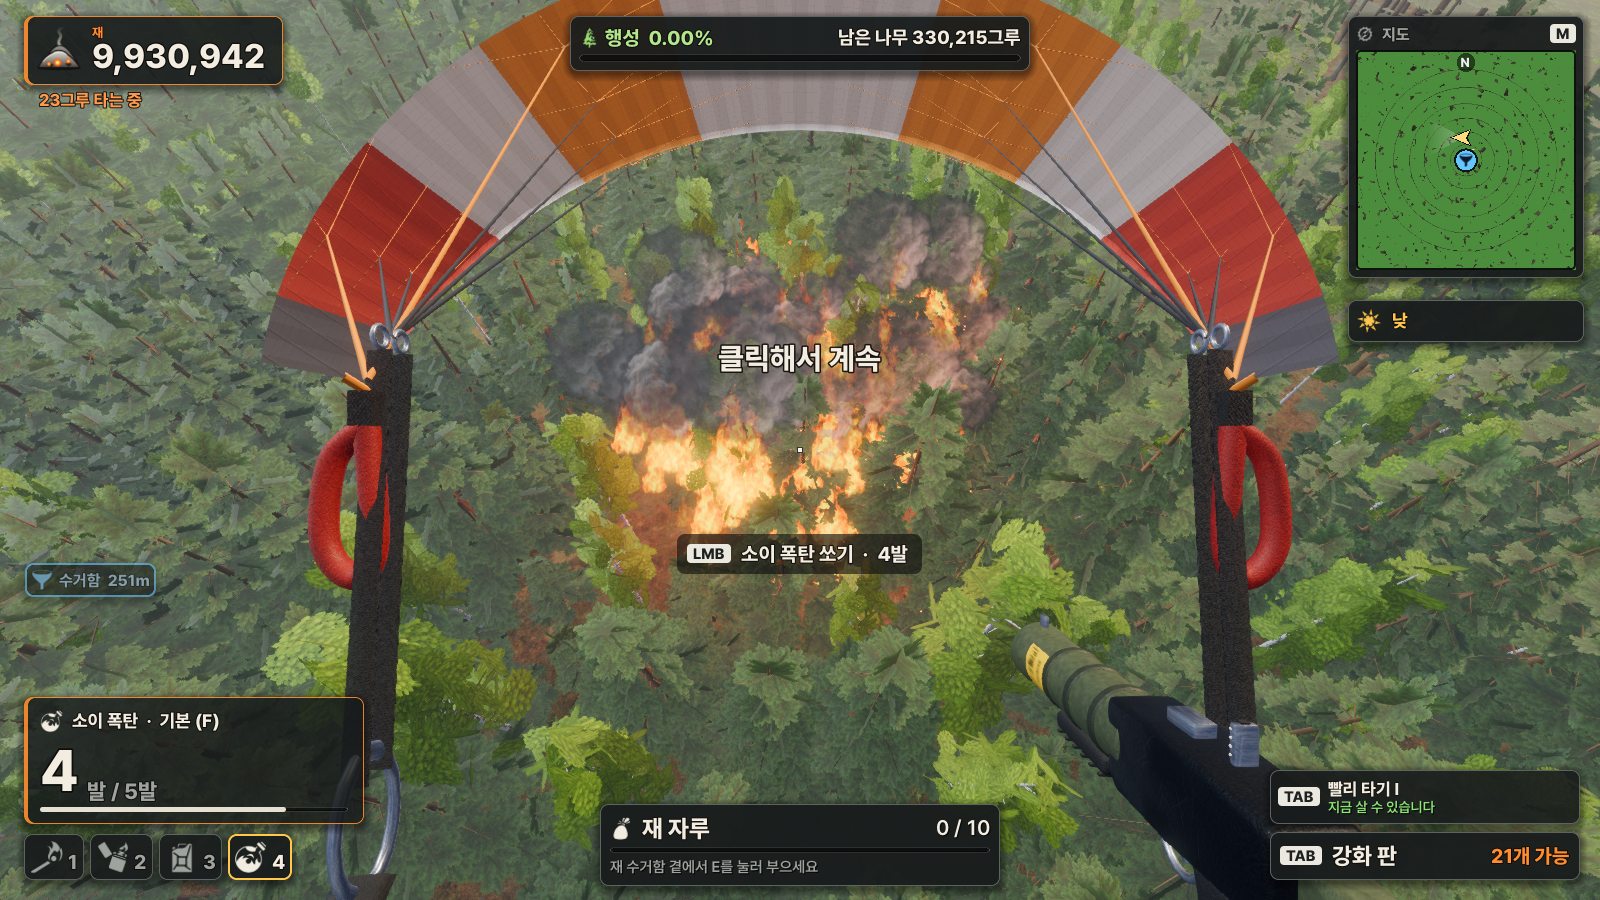 재
9,930,942
23그루 타는 중
행성 0.00%
남은 나무 330,215그루
지도
M
N
낮
클릭해서 계속
LMB 소이 폭탄 쏘기 · 4발
수거함 251m
소이 폭탄 · 기본 (F)
4 발 / 5발
1
2
3
4
재 자루
0 / 10
재 수거함 곁에서 E를 눌러 부으세요
TAB 빨리 타기 I
지금 살 수 있습니다
TAB 강화 판
21개 가능